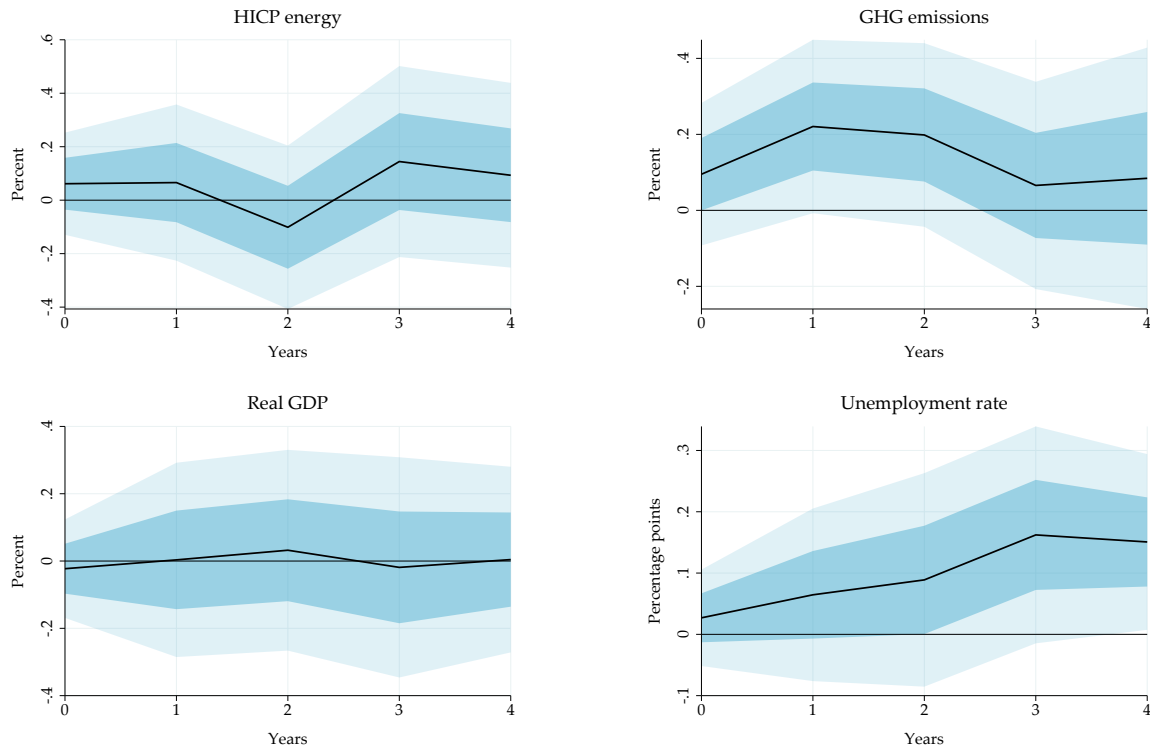 HICP energy
Percent
.6
.4
.2
0
-.2
-.4
0 1 2 3 4
Years
GHG emissions
Percent
.4
.2
0
-.2
0 1 2 3 4
Years
Real GDP
Percent
.4
.2
0
-.2
-.4
0 1 2 3 4
Years
Unemployment rate
Percentage points
.3
.2
.1
0
-.1
0 1 2 3 4
Years